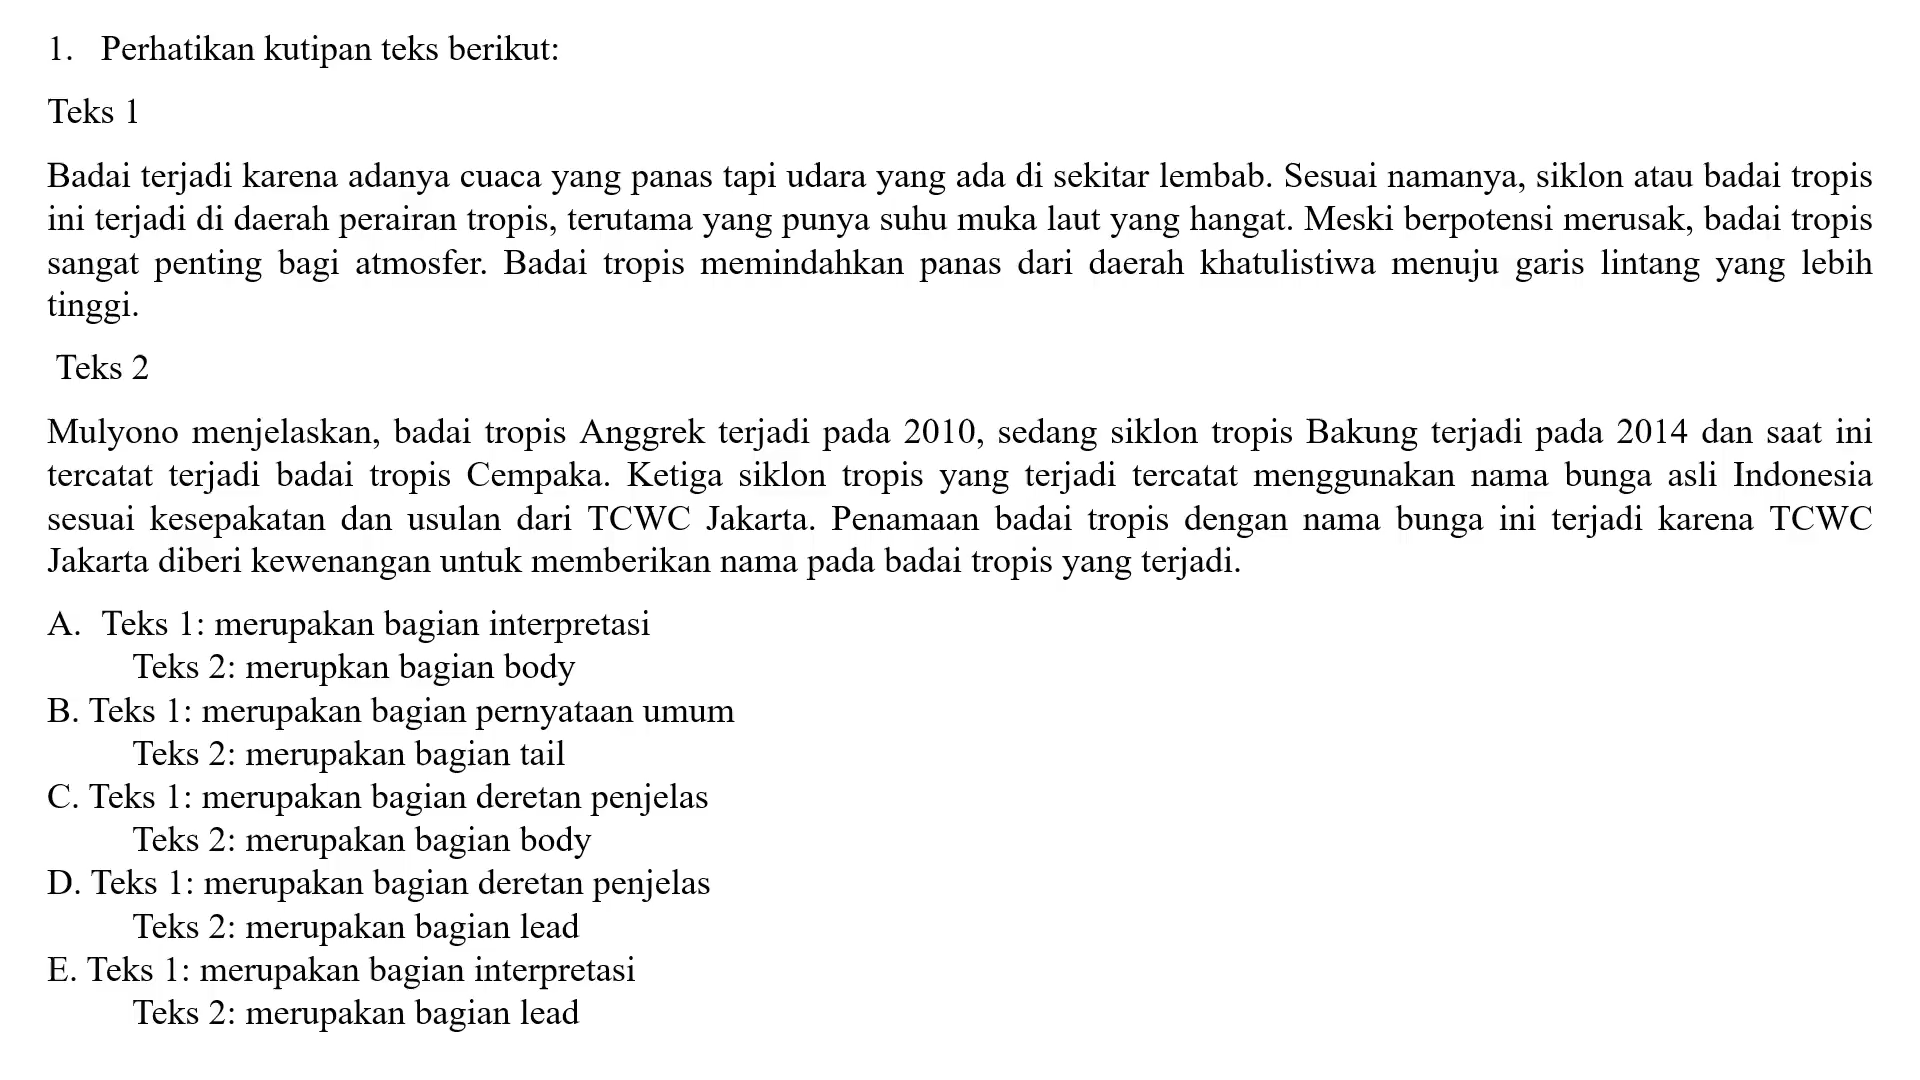 1. Perhatikan kutipan teks berikut:
Teks 1
Badai terjadi karena adanya cuaca yang panas tapi udara yang ada di sekitar lembab. Sesuai namanya, siklon atau badai tropis
ini terjadi di daerah perairan tropis, terutama yang punya suhu muka laut yang hangat. Meski berpotensi merusak, badai tropis
sangat penting bagi atmosfer. Badai tropis memindahkan panas dari daerah khatulistiwa menuju garis lintang yang lebih
tinggi.
Teks 2
Mulyono menjelaskan, badai tropis Anggrek terjadi pada 2010, sedang siklon tropis Bakung terjadi pada 2014 dan saat ini
tercatat terjadi badai tropis Cempaka. Ketiga siklon tropis yang terjadi tercatat menggunakan nama bunga asli Indonesia
sesuai kesepakatan dan usulan dari TCWC Jakarta. Penamaan badai tropis dengan nama bunga ini terjadi karena TCWC
Jakarta diberi kewenangan untuk memberikan nama pada badai tropis yang terjadi.
A. Teks 1: merupakan bagian interpretasi
Teks 2: merupkan bagian body
B. Teks 1: merupakan bagian pernyataan umum
Teks 2: merupakan bagian tail
C. Teks 1: merupakan bagian deretan penjelas
Teks 2: merupakan bagian body
D. Teks 1: merupakan bagian deretan penjelas
Teks 2: merupakan bagian lead
E. Teks 1: merupakan bagian interpretasi
Teks 2: merupakan bagian lead